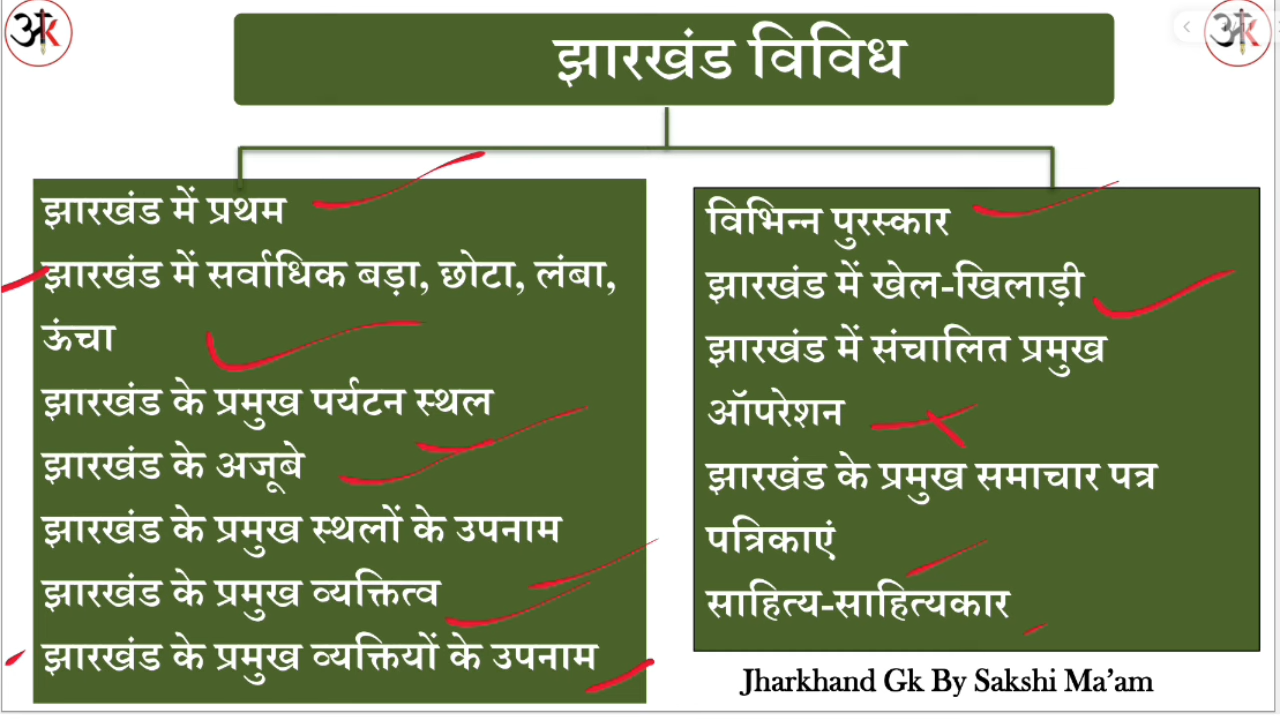 झारखंड विविध
झारखंड में प्रथम
झारखंड में सर्वाधिक बड़ा, छोटा, लंबा,
ऊंचा
झारखंड के प्रमुख पर्यटन स्थल
झारखंड के अजूबे
झारखंड के प्रमुख स्थलों के उपनाम
झारखंड के प्रमुख व्यक्तित्व
झारखंड के प्रमुख व्यक्तियों के उपनाम
विभिन्न पुरस्कार
झारखंड में खेल-खिलाड़ी
झारखंड में संचालित प्रमुख
ऑपरेशन
झारखंड के प्रमुख समाचार पत्र
पत्रिकाएं
साहित्य-साहित्यकार
Jharkhand Gk By Sakshi Ma’am